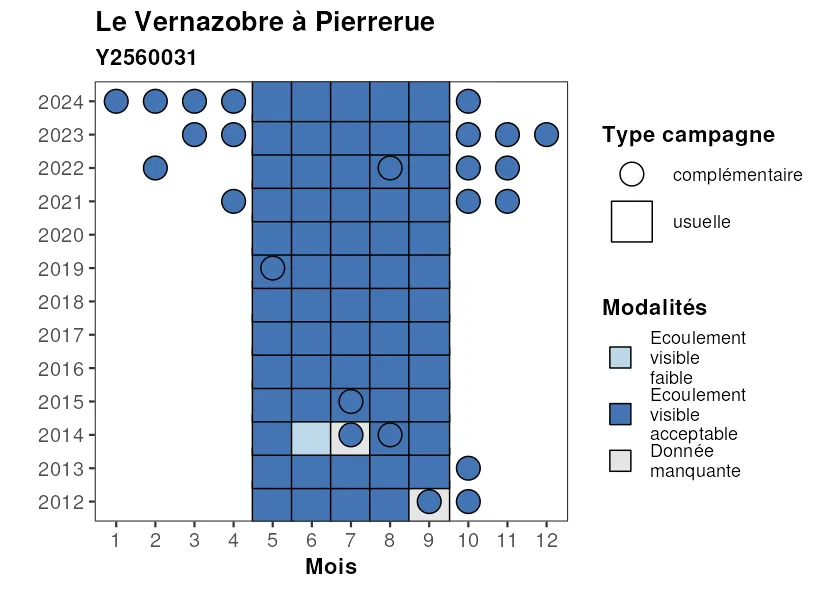 Le Vernazobre à Pierrerue
Y2560031
2024
2023
2022
2021
2020
2019
2018
2017
2016
2015
2014
2013
2012
1 2 3 4 5 6 7 8 9 10 11 12
Mois
Type campagne
complémentaire
usuelle
Modalités
Ecoulement
visible
faible
Ecoulement
visible
acceptable
Donnée
manquante